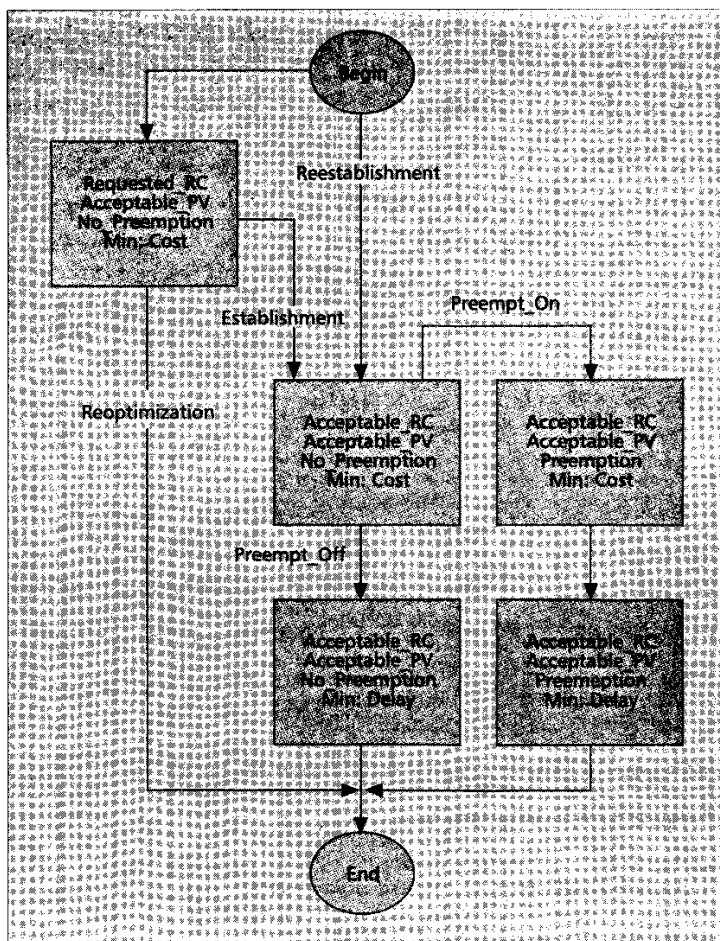 Begin
Reestablishment
Requested_RC
Acceptable_PV
No_Preemption
Min: Cost
Establishment
Preempt_On
Reoptimization
Acceptable_RC
Acceptable_PV
No_Preemption
Min: Cost
Acceptable_RC
Acceptable_PV
Preemption
Min: Cost
Preempt_Off
Acceptable_RC
Acceptable_PV
No_Preemption
Min: Delay
Acceptable_RC
Acceptable_PV
Preemeption
Min: Delay
End